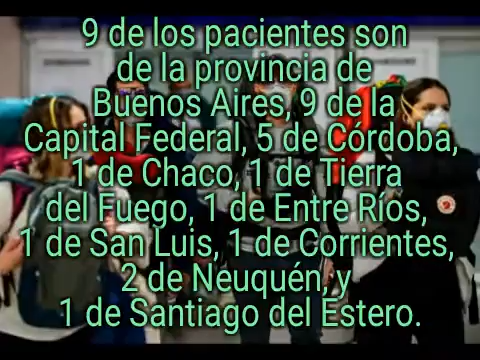 9 de los pacientes son
de la provincia de
Buenos Aires, 9 de la
Capital Federal, 5 de Córdoba,
1 de Chaco, 1 de Tierra
del Fuego, 1 de Entre Ríos,
1 de San Luis, 1 de Corrientes,
2 de Neuquén, y
1 de Santiago del Estero.